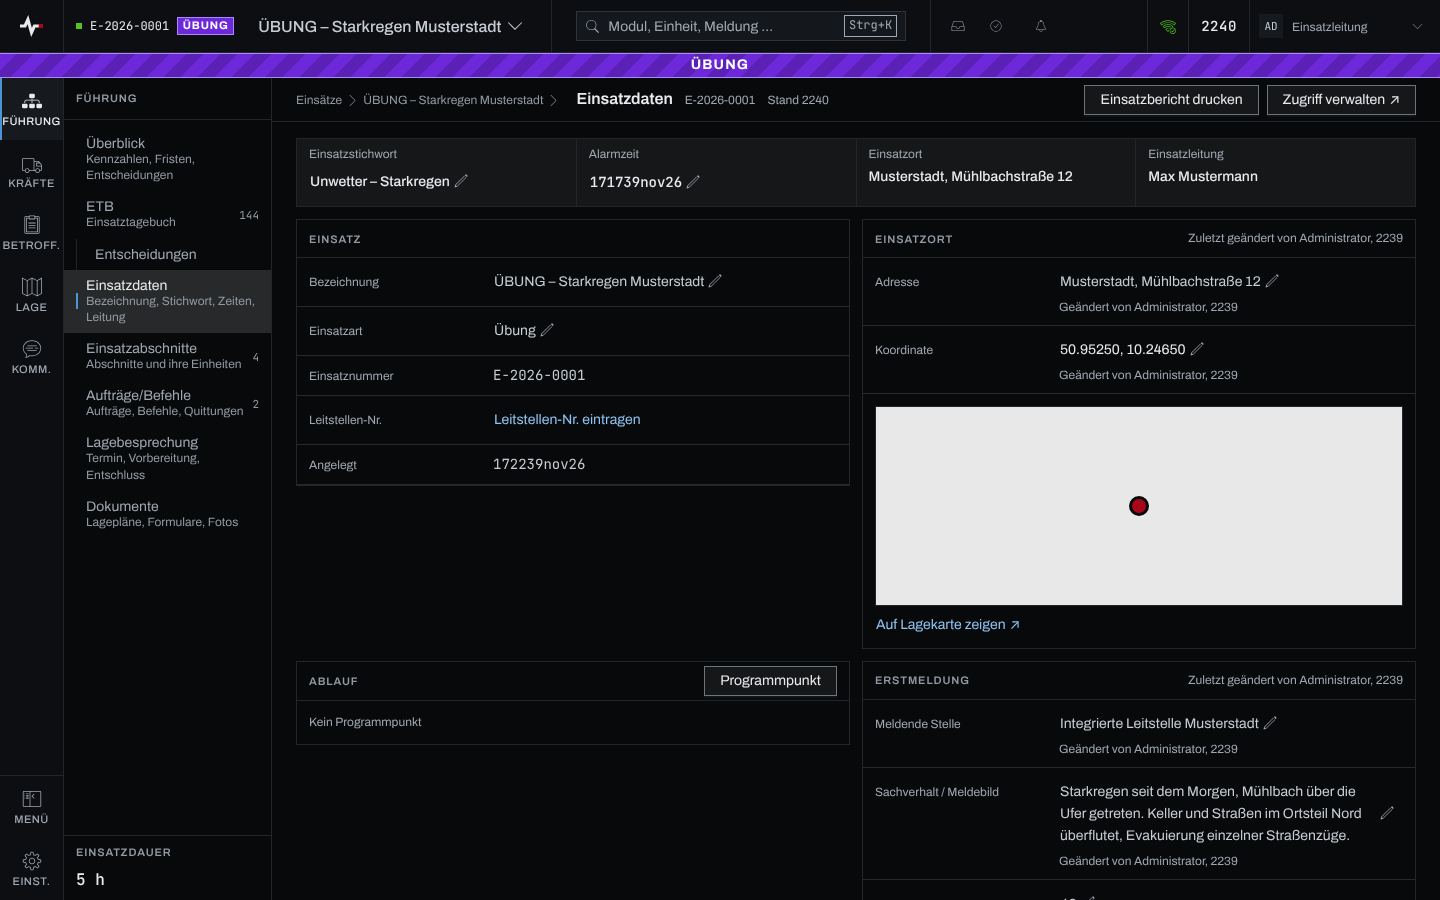 E-2026-0001 ÜBUNG ÜBUNG – Starkregen Musterstadt Modul, Einheit, Meldung ... Strg+K 2240 AD Einsatzleitung
ÜBUNG
FÜHRUNG
KRÄFTE
BETROFF.
LAGE
KOMM.
MENÜ
EINST.
FÜHRUNG
Überblick
Kennzahlen, Fristen,
Entscheidungen
ETB
Einsatztagebuch
144
Entscheidungen
Einsatzdaten
Bezeichnung, Stichwort, Zeiten,
Leitung
Einsatzabschnitte
Abschnitte und ihre Einheiten
4
Aufträge/Befehle
Aufträge, Befehle, Quittungen
2
Lagebesprechung
Termin, Vorbereitung,
Entschluss
Dokumente
Lagepläne, Formulare, Fotos
EINSATZDAUER
5 h
Einsätze ÜBUNG – Starkregen Musterstadt Einsatzdaten E-2026-0001 Stand 2240 Einsatzbericht drucken Zugriff verwalten
Einsatzstichwort
Unwetter – Starkregen
Alarmzeit
171739nov26
Einsatzort
Musterstadt, Mühlbachstraße 12
Einsatzleitung
Max Mustermann
EINSATZ
Bezeichnung ÜBUNG – Starkregen Musterstadt
Einsatzart Übung
Einsatznummer E-2026-0001
Leitstellen-Nr. Leitstellen-Nr. eintragen
Angelegt 172239nov26
EINSATZORT Zuletzt geändert von Administrator, 2239
Adresse Musterstadt, Mühlbachstraße 12
Geändert von Administrator, 2239
Koordinate 50.95250, 10.24650
Geändert von Administrator, 2239
Auf Lagekarte zeigen
ABLAUF Programmpunkt
Kein Programmpunkt
ERSTMELDUNG Zuletzt geändert von Administrator, 2239
Meldende Stelle Integrierte Leitstelle Musterstadt
Geändert von Administrator, 2239
Sachverhalt / Meldebild Starkregen seit dem Morgen, Mühlbach über die
Ufer getreten. Keller und Straßen im Ortsteil Nord
überflutet, Evakuierung einzelner Straßenzüge.
Geändert von Administrator, 2239